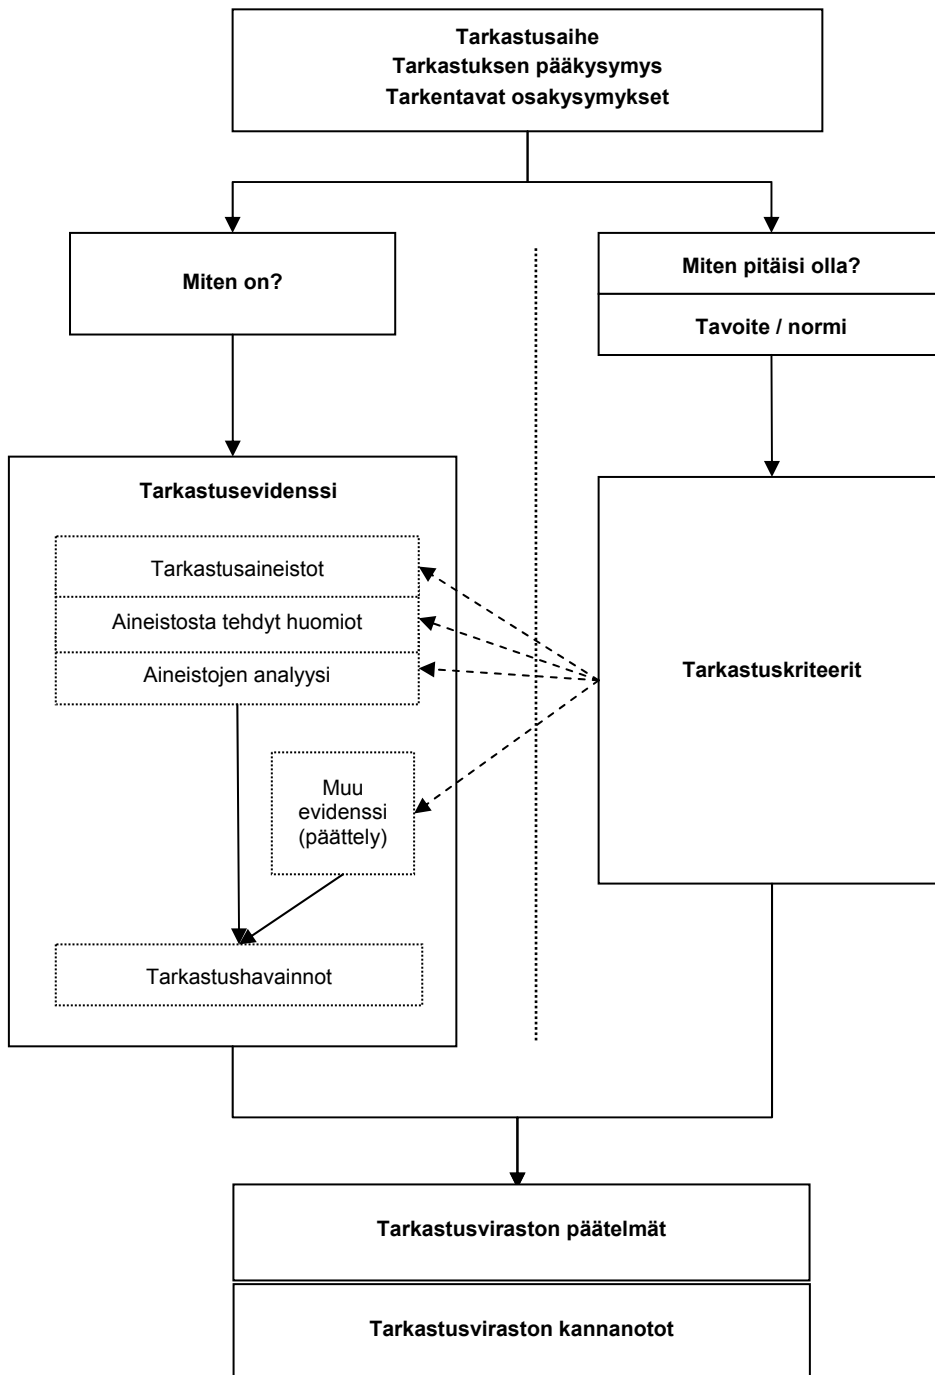 Tarkastusaihe
Tarkastuksen pääkysymys
Tarkentavat osakysymykset
Miten on?
Miten pitäisi olla?
Tavoite / normi
Tarkastusevidenssi
Tarkastusaineistot
Aineistosta tehdyt huomiot
Aineistojen analyysi
Muu
evidenssi
(päättely)
Tarkastushavainnot
Tarkastuskriteerit
Tarkastusviraston päätelmät
Tarkastusviraston kannanotot